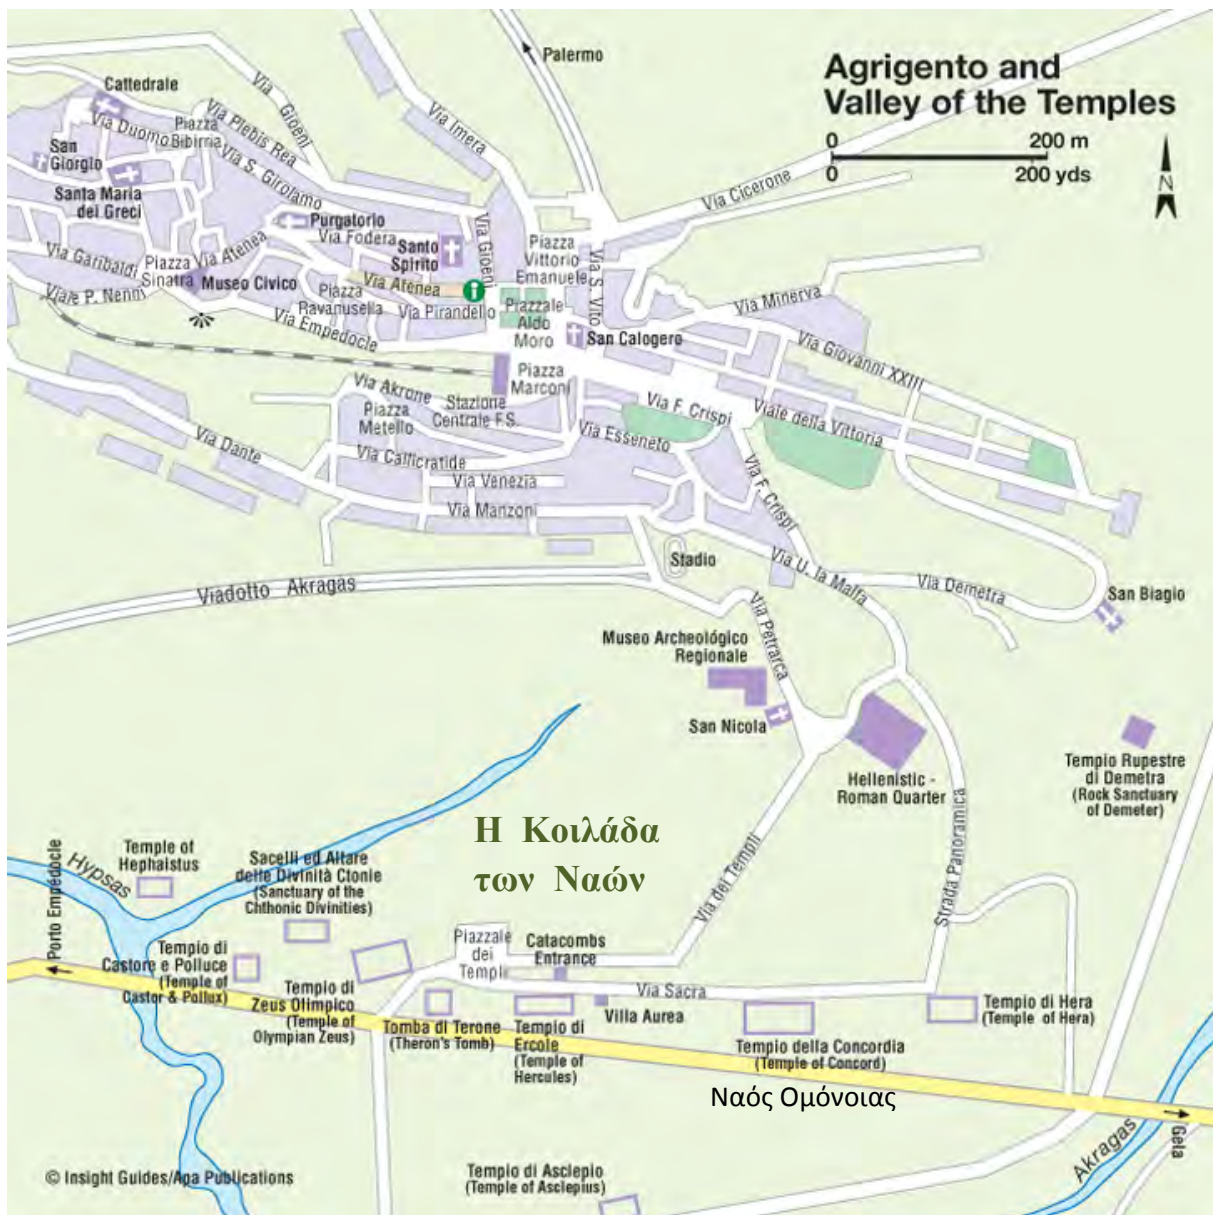 Agrigento and
Valley of the Temples
0 200 m
0 200 yds
N
Palermo
Cattedrale
Via Gioeni
Via Imera
Via Duomo
Piazza
Bibirria
Via Plebis Rea
San
Giorgio
Via S. Girolamo
Via Cicerone
Santa Maria
dei Greci
Purgatorio
Via Fodera
Santo
Spirito
Via Gioeni
Piazza
Vittorio
Emanuele
Via S. Vito
Via Garibaldi
Piazza
Sinatra
Via Atenea
Museo Civico
Via Atenea
Viale P. Nenni
Piazza
Ravanusella
Via Pirandello
Piazzale
Aldo
Moro
Via Minerva
Via Empedocle
San Calogero
Via Giovanni XXIII
Piazza
Marconi
Via Akrone
Stazione
Centrale F.S.
Piazza
Metello
Via F. Crispi
Viale della Vittoria
Via Dante
Via Esseneto
Via Callicratide
Via Venezia
Via F. Crispi
Via Manzoni
Stadio
Via U. la Malfa
Viadotto Akragas
Via Demetra
San Biagio
Via Petrarca
Museo Archeológico
Regionale
San Nicola
Hellenistic -
Roman Quarter
Tempio Rupestre
di Demetra
(Rock Sanctuary
of Demeter)
Η Κοιλάδα
των Ναών
Via dei Templi
Strada Panoramica
Porto Empédocle
Hypsas
Temple of
Hephaistus
Sacelli ed Altare
delle Divinità Ctonie
(Sanctuary of the
Chthonic Divinities)
Piazzale
dei
Templi
Catacombs
Entrance
Tempio di
Castore e Polluce
(Temple of
Castor & Pollux)
Tempio di
Zeus Olimpico
(Temple of
Olympian Zeus)
Via Sacra
Villa Aurea
Tomba di Terone
(Theron's Tomb)
Tempio di
Ercole
(Temple of
Hercules)
Tempio della Concordia
(Temple of Concord)
Tempio di Hera
(Temple of Hera)
Ναός Ομόνοιας
Akragas
Gela
Tempio di Asclepio
(Temple of Asclepius)
© Insight Guides/Apa Publications